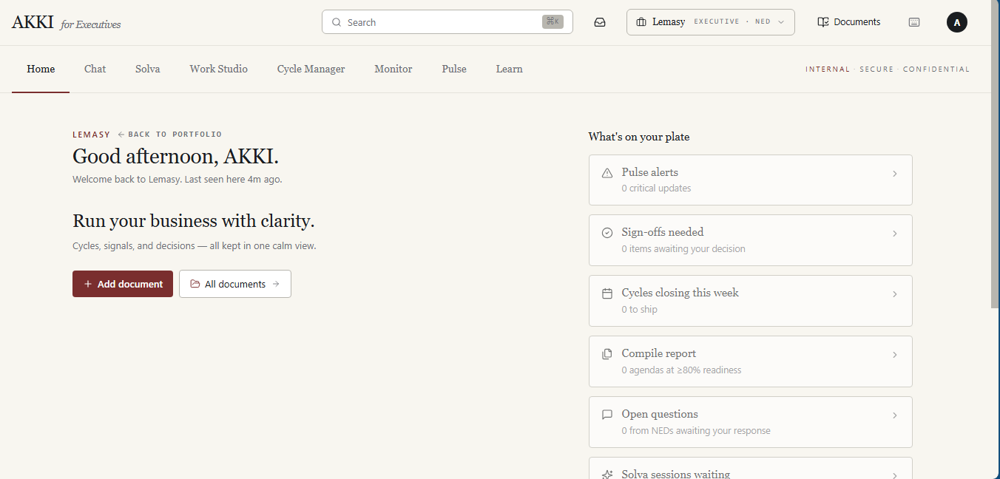 AKKI for Executives
Search ⌘K
Lemasy EXECUTIVE · NED
Documents
A
Home Chat Solva Work Studio Cycle Manager Monitor Pulse Learn
INTERNAL · SECURE · CONFIDENTIAL
LEMASY ← BACK TO PORTFOLIO
Good afternoon, AKKI.
Welcome back to Lemasy. Last seen here 4m ago.
Run your business with clarity.
Cycles, signals, and decisions — all kept in one calm view.
+ Add document
All documents →
What's on your plate
Pulse alerts
0 critical updates
Sign-offs needed
0 items awaiting your decision
Cycles closing this week
0 to ship
Compile report
0 agendas at ≥80% readiness
Open questions
0 from NEDs awaiting your response
Solva sessions waiting